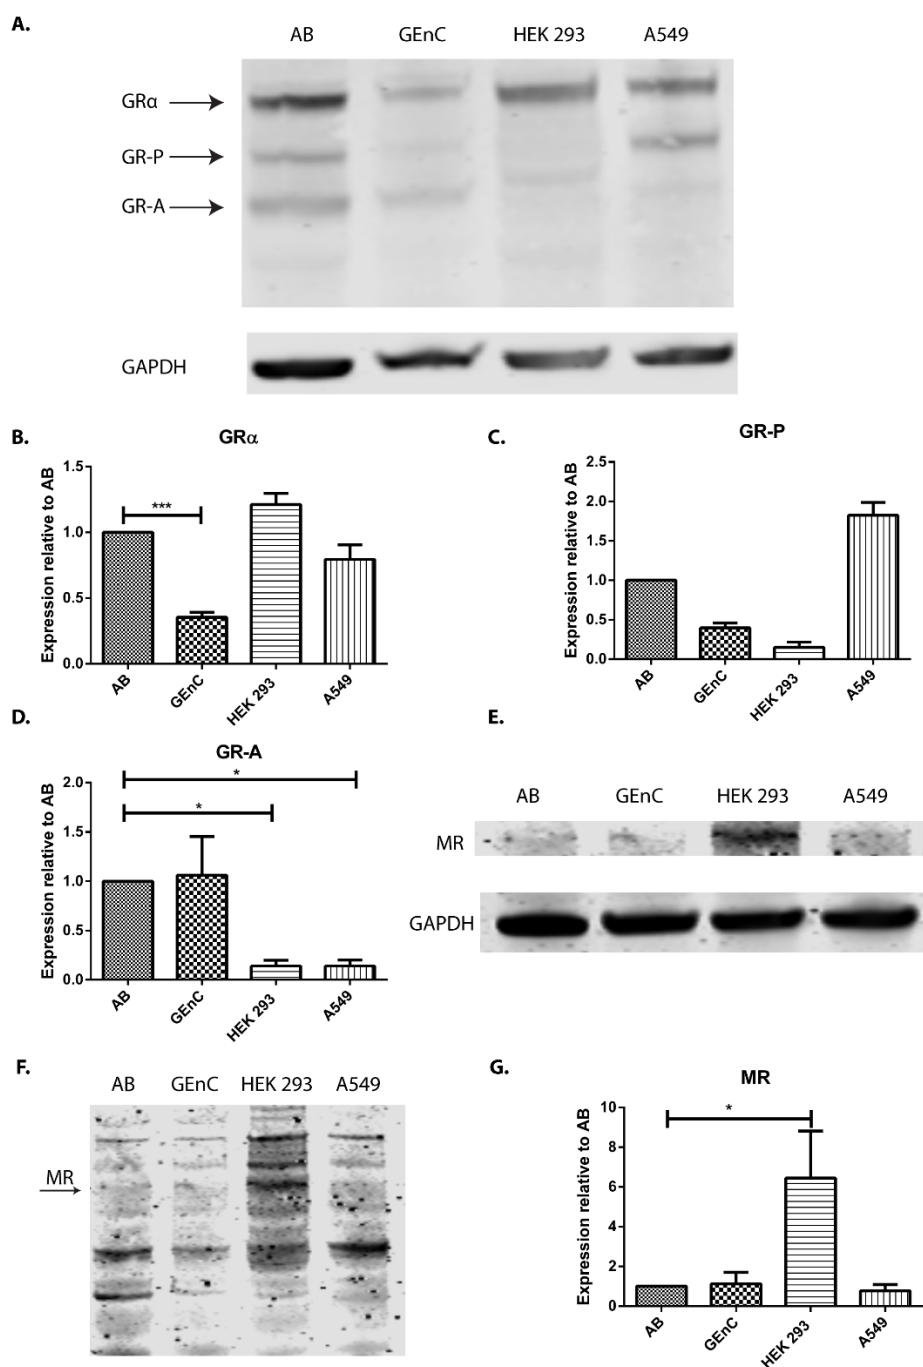 A.
AB GEnC HEK 293 A549
GRα
GR-P
GR-A
GAPDH
B.
GRα
Expression relative to AB
1.5
1.0
0.5
0.0
***
AB GEnC HEK 293 A549
C.
GR-P
Expression relative to AB
2.5
2.0
1.5
1.0
0.5
0.0
AB GEnC HEK 293 A549
D.
GR-A
Expression relative to AB
2.0
1.5
1.0
0.5
0.0
*
*
AB GEnC HEK 293 A549
E.
AB GEnC HEK 293 A549
MR
GAPDH
F.
AB GEnC HEK 293 A549
MR
G.
MR
Expression relative to AB
10
8
6
4
2
0
*
AB GEnC HEK 293 A549